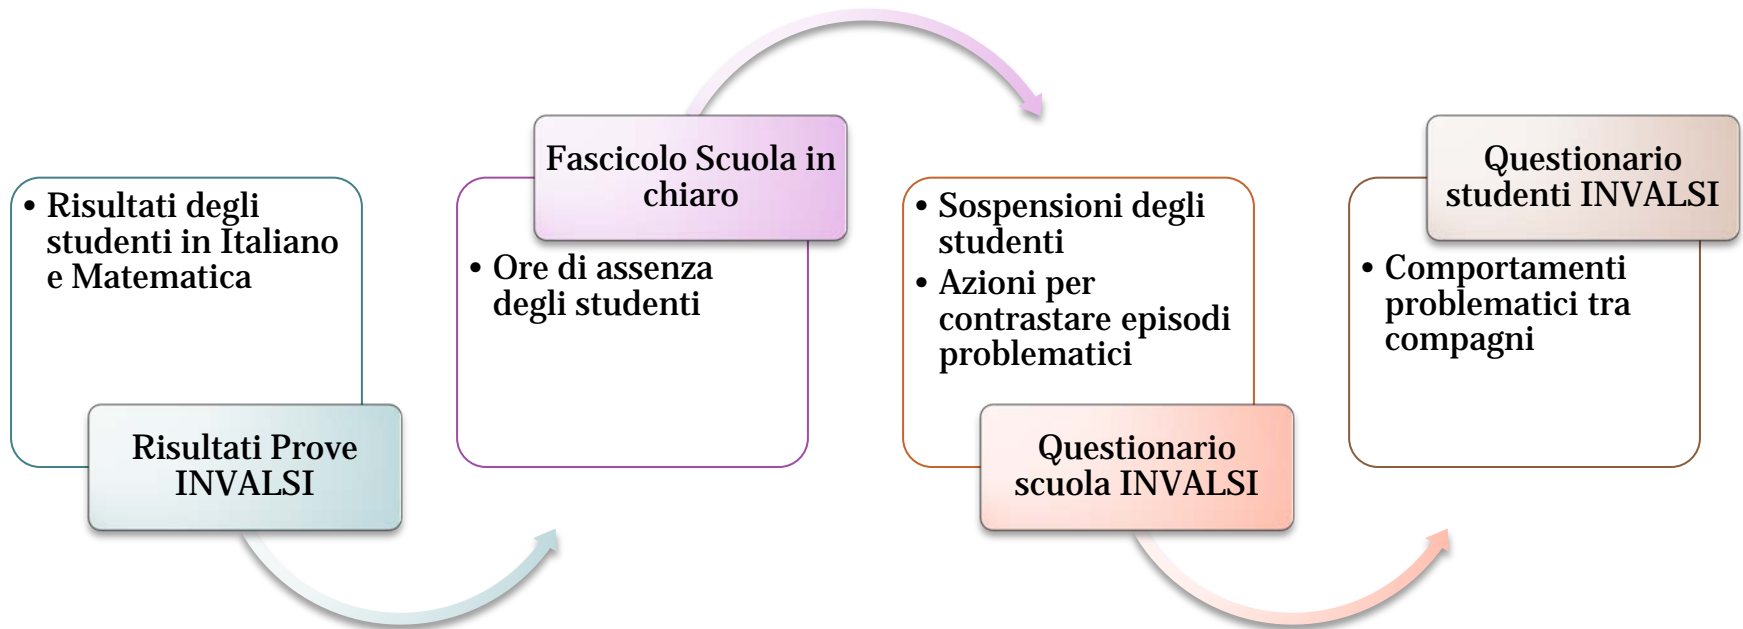 • Risultati degli
studenti in Italiano
e Matematica
Risultati Prove
INVALSI
Fascicolo Scuola in
chiaro
• Ore di assenza
degli studenti
• Sospensioni degli
studenti
• Azioni per
contrastare episodi
problematici
Questionario
scuola INVALSI
Questionario
studenti INVALSI
• Comportamenti
problematici tra
compagni